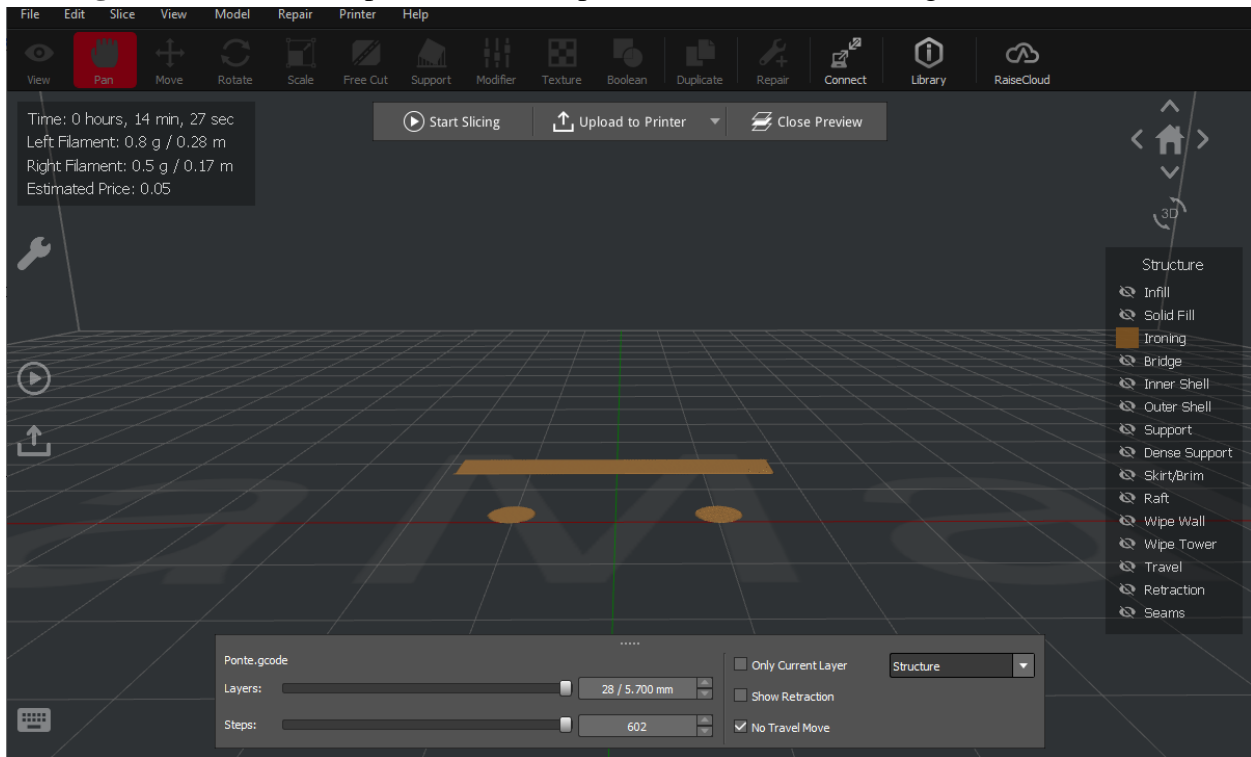 File Edit Slice View Model Repair Printer Help
View Pan Move Rotate Scale Free Cut Support Modifier Texture Boolean Duplicate Repair Connect Library RaiseCloud
Start Slicing Upload to Printer Close Preview
Time: 0 hours, 14 min, 27 sec
Left Filament: 0.8 g / 0.28 m
Right Filament: 0.5 g / 0.17 m
Estimated Price: 0.05
3D
Structure
Infill
Solid Fill
Ironing
Bridge
Inner Shell
Outer Shell
Support
Dense Support
Skirt/Brim
Raft
Wipe Wall
Wipe Tower
Travel
Retraction
Seams
Ponte.gcode
Layers: 28 / 5.700 mm
Steps: 602
Only Current Layer
Show Retraction
No Travel Move
Structure